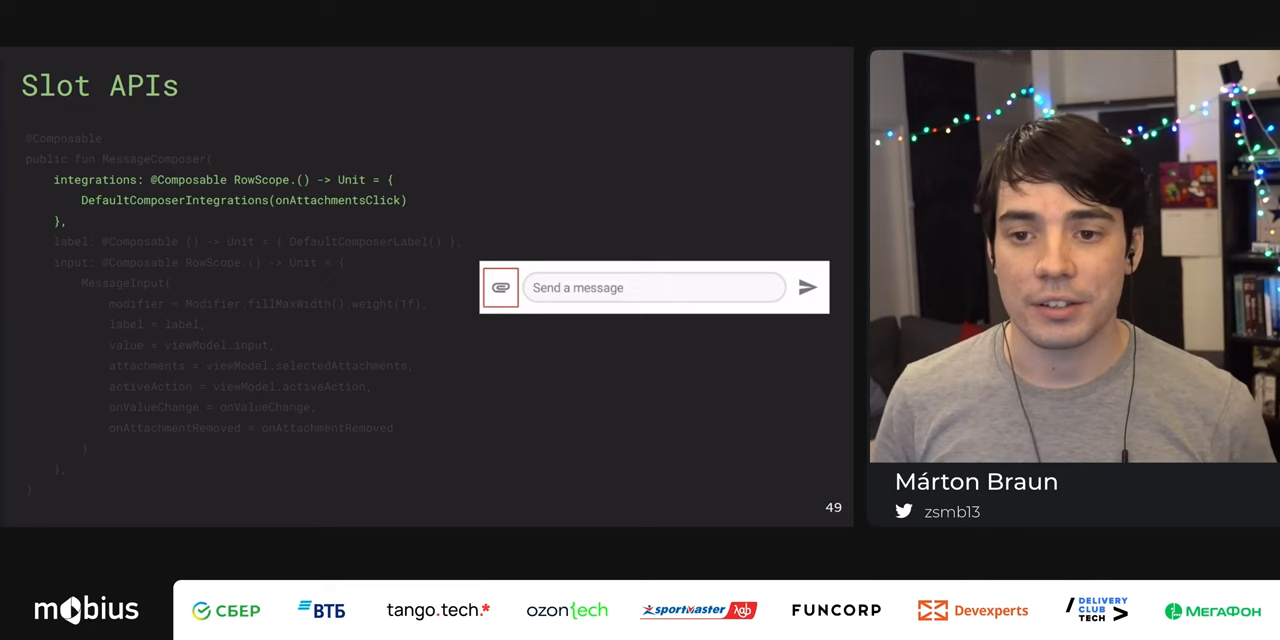 Slot APIs
@Composable
public fun MessageComposer(
integrations: @Composable RowScope.() -> Unit = {
DefaultComposerIntegrations(onAttachmentsClick)
},
label: @Composable () -> Unit = { DefaultComposerLabel() },
input: @Composable RowScope.() -> Unit = {
MessageInput(
modifier = Modifier.fillMaxWidth().weight(1f),
label = label,
value = viewModel.input,
attachments = viewModel.selectedAttachments,
activeAction = viewModel.activeAction,
onValueChange = onValueChange,
onAttachmentRemoved = onAttachmentRemoved
)
},
)
Send a message
49
Márton Braun
zsmb13
mobius
СБЕР
ВТБ
tango.tech.*
ozon{tech
sportmaster lab
FUNCORP
Devexperts
/ DELIVERY
CLUB
TECH >
МЕГАФОН